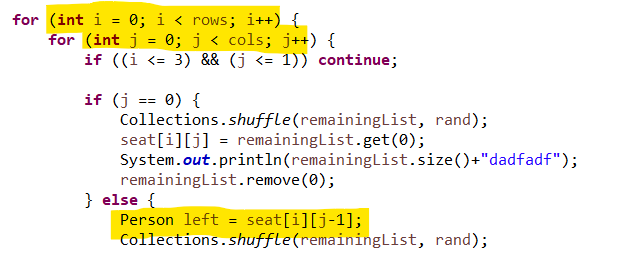 for (int i = 0; i < rows; i++) {
for (int j = 0; j < cols; j++) {
if ((i <= 3) && (j <= 1)) continue;
if (j == 0) {
Collections.shuffle(remainingList, rand);
seat[i][j] = remainingList.get(0);
System.out.println(remainingList.size()+"dadfadf");
remainingList.remove(0);
} else {
Person left = seat[i][j-1];
Collections.shuffle(remainingList, rand);